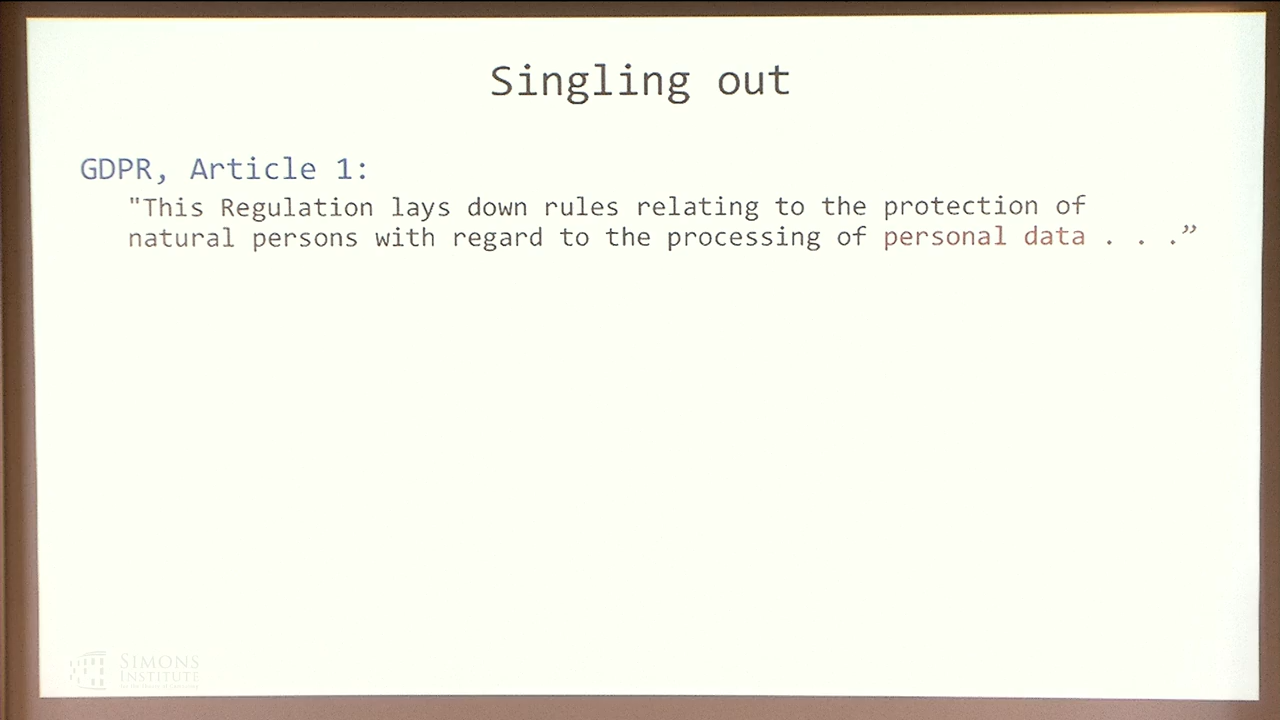 Singling out
GDPR, Article 1:
"This Regulation lays down rules relating to the protection of
natural persons with regard to the processing of personal data . . .”
SIMONS
INSTITUTE